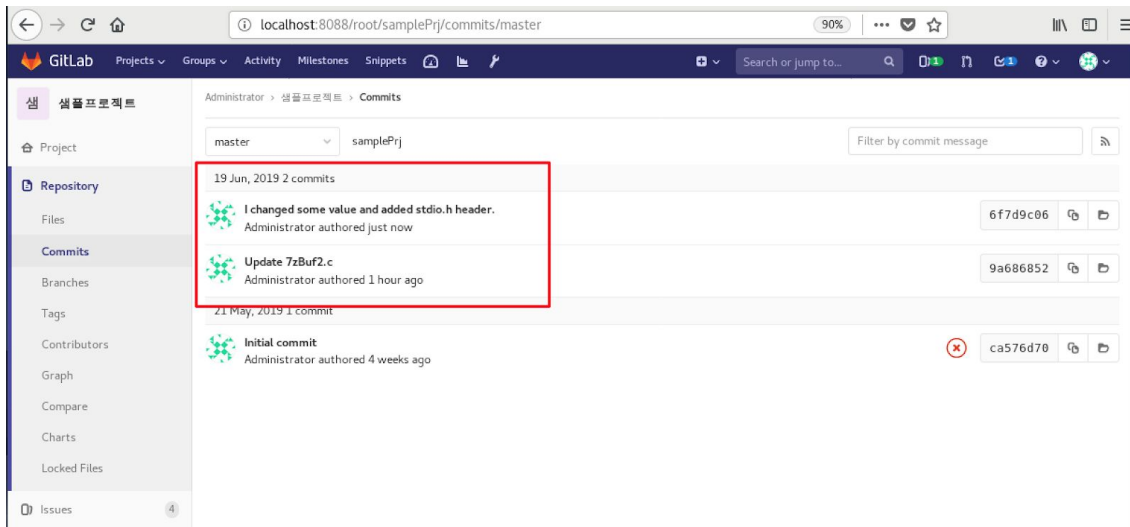 localhost:8088/root/samplePrj/commits/master
90%
GitLab Projects Groups Activity Milestones Snippets
Search or jump to...
1
1
샘 샘플프로젝트
Administrator > 샘플프로젝트 > Commits
Project
master samplePrj
Filter by commit message
Repository
19 Jun, 2019 2 commits
Files
I changed some value and added stdio.h header.
Administrator authored just now
6f7d9c06
Commits
Update 7zBuf2.c
Administrator authored 1 hour ago
9a686852
Branches
Tags
21 May, 2019 1 commit
Contributors
Initial commit
Administrator authored 4 weeks ago
ca576d70
Graph
Compare
Charts
Locked Files
Issues 4